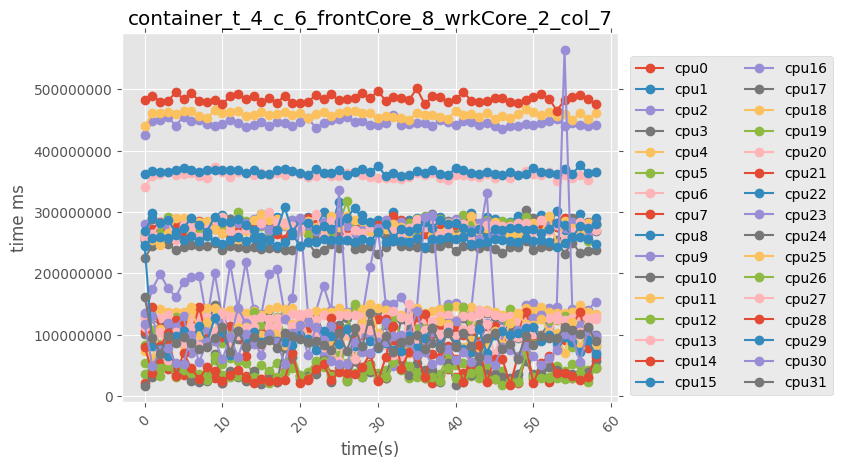 container_t_4_c_6_frontCore_8_wrkCore_2_col_7
time ms
500000000
400000000
300000000
200000000
100000000
0
0
10
20
30
40
50
60
time(s)
cpu0
cpu1
cpu2
cpu3
cpu4
cpu5
cpu6
cpu7
cpu8
cpu9
cpu10
cpu11
cpu12
cpu13
cpu14
cpu15
cpu16
cpu17
cpu18
cpu19
cpu20
cpu21
cpu22
cpu23
cpu24
cpu25
cpu26
cpu27
cpu28
cpu29
cpu30
cpu31